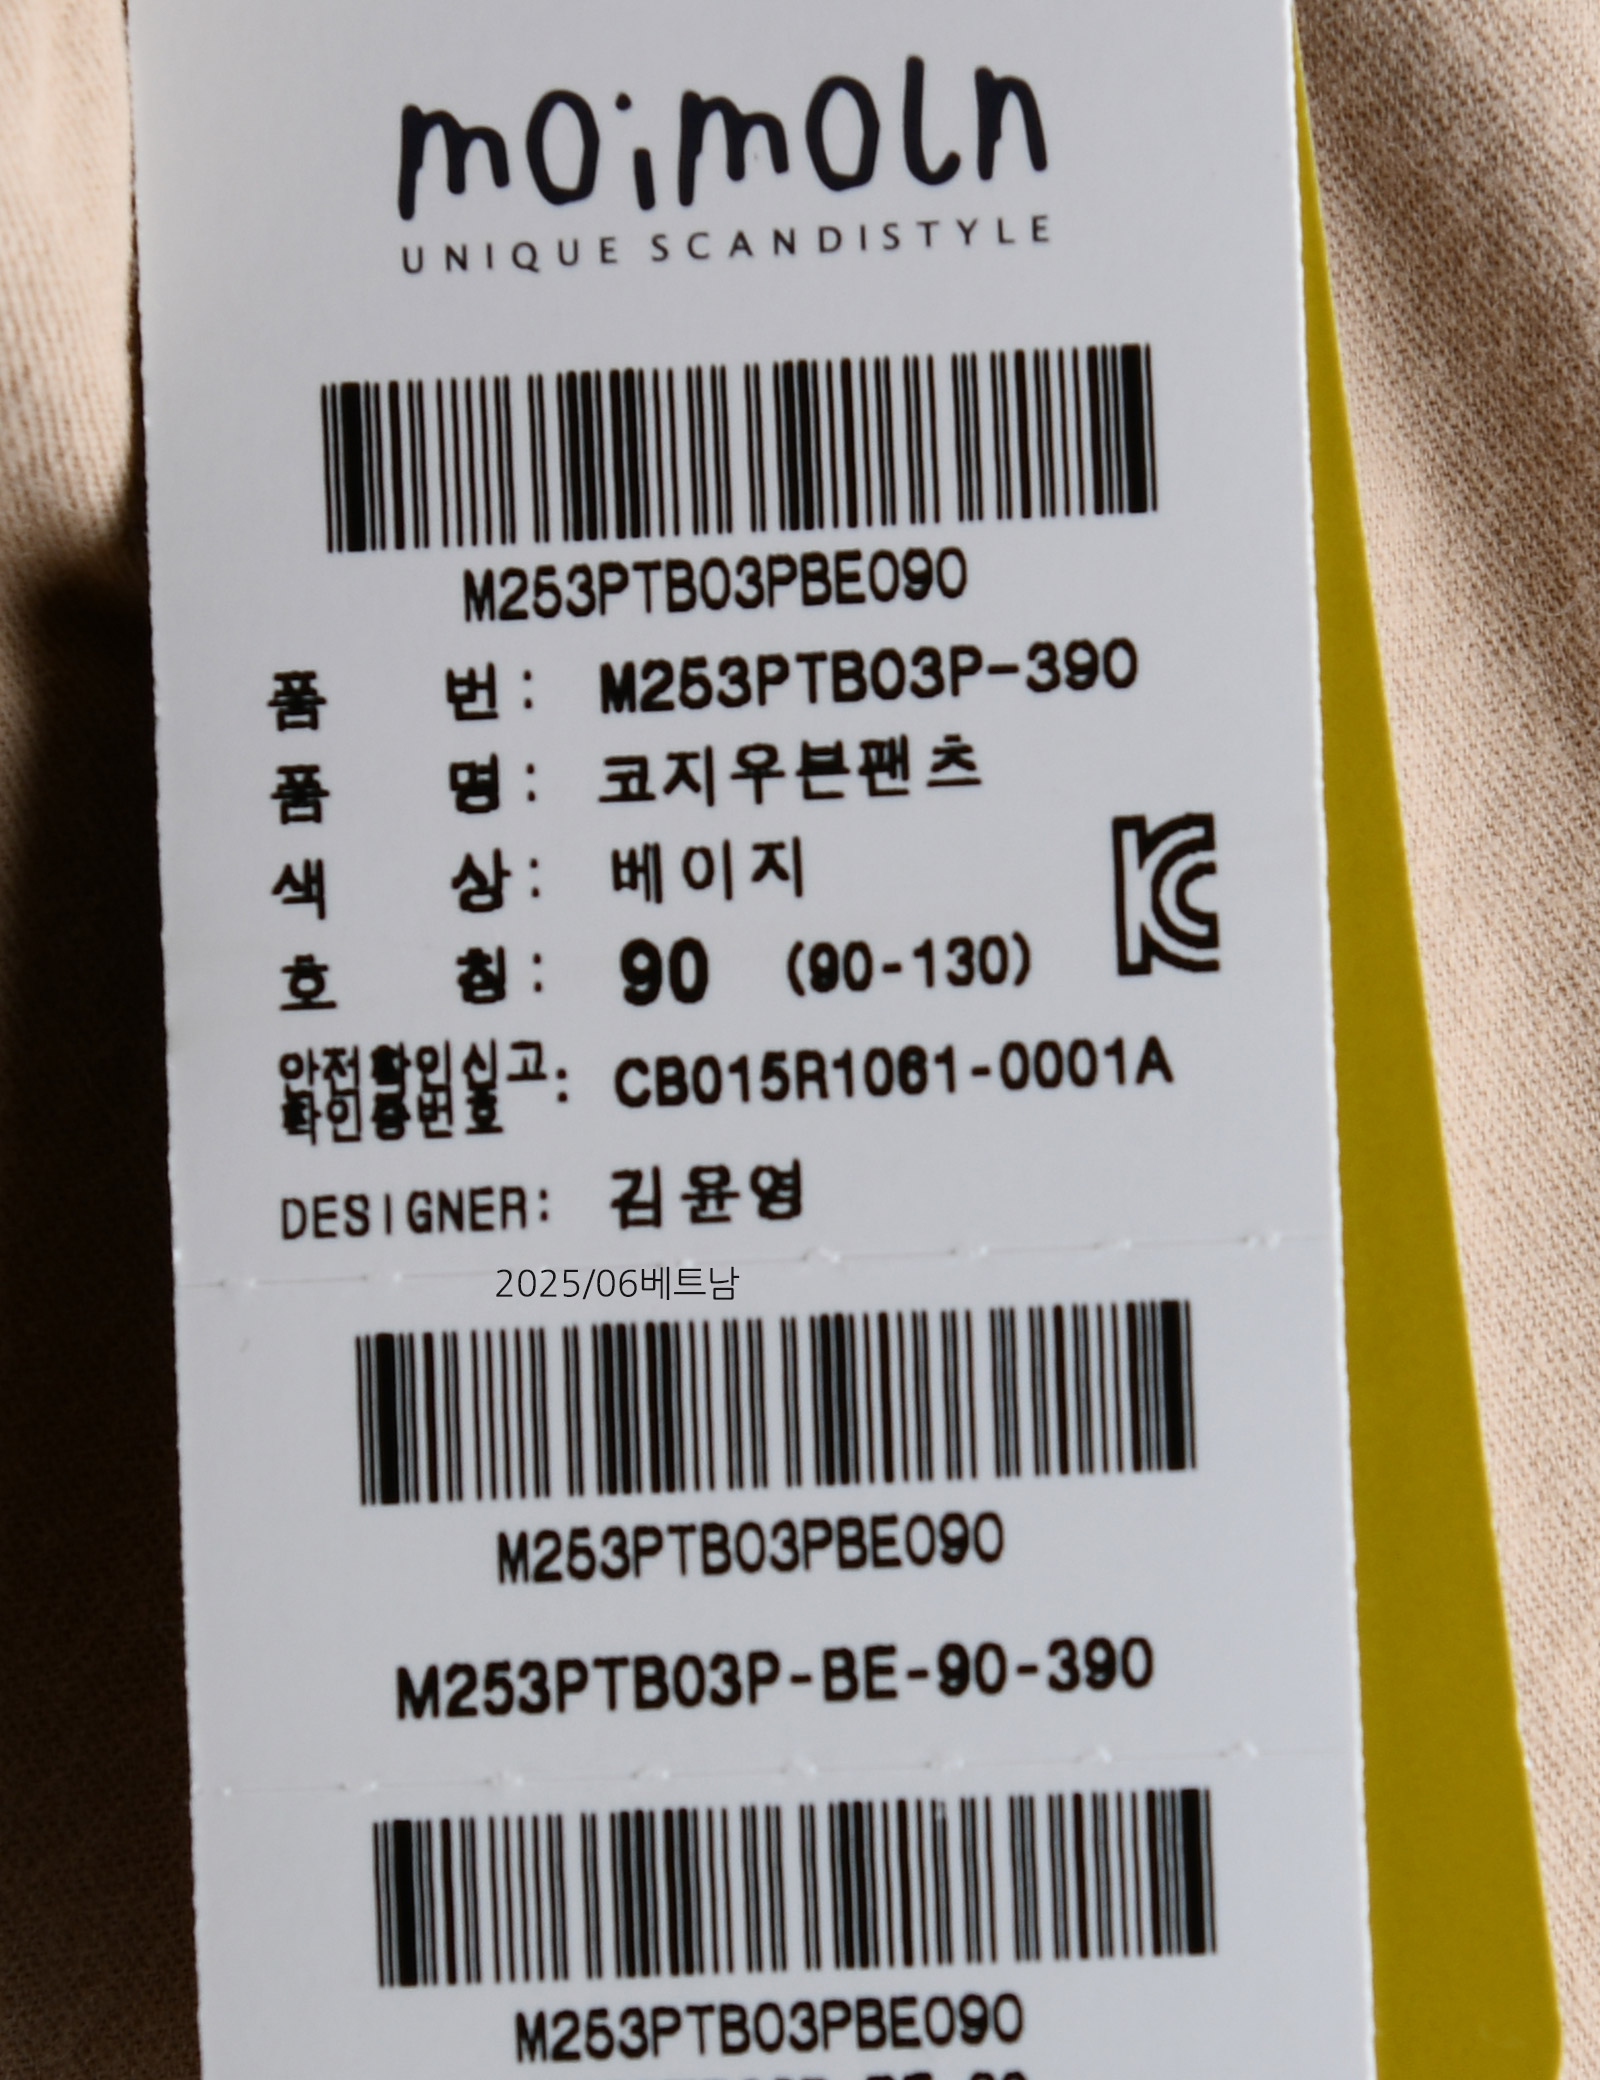 moimoln
UNIQUE SCANDISTYLE
M253PTB03PBE090
품 번: M253PTB03P-390
품 명: 코지우븐팬츠
색 상: 베이지
호 칭: 90 (90-130)
안전확인신고
확인증번호: CB015R1061-0001A
DESIGNER: 김윤영
2025/06베트남
M253PTB03PBE090
M253PTB03P-BE-90-390
M253PTB03PBE090